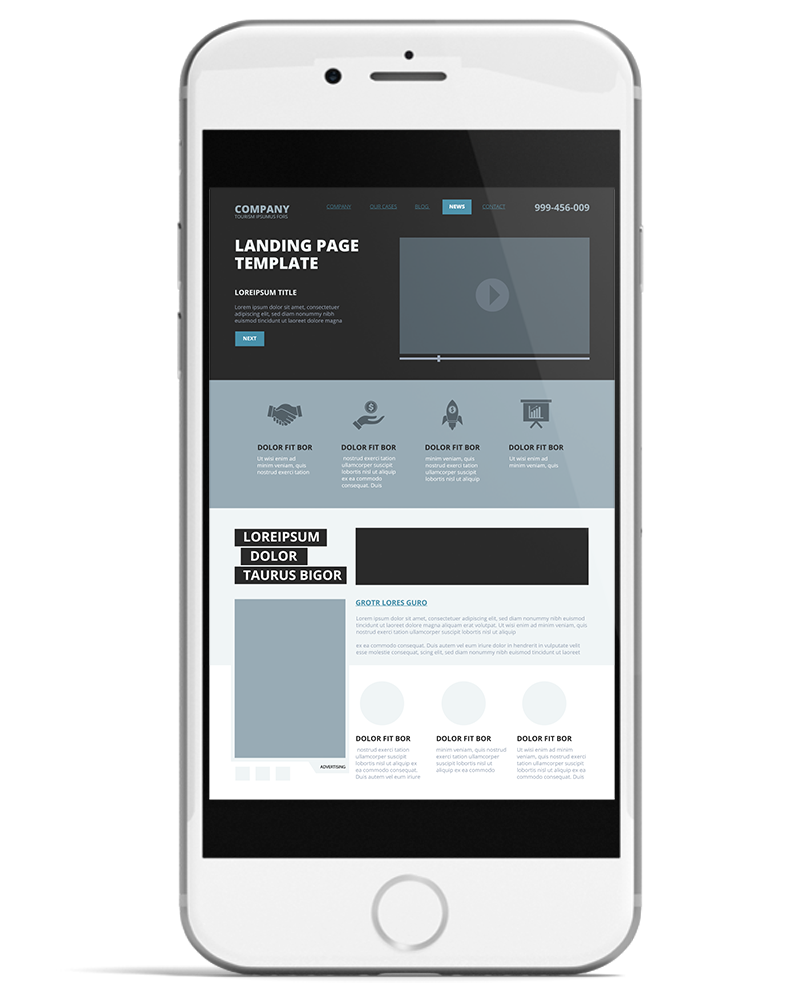 COMPANY
TOURISM IPSUMUS FORS
COMPANY OUR CASES BLOG NEWS CONTACT
999-456-009
LANDING PAGE
TEMPLATE
LOREIPSUM TITLE
Lorem ipsum dolor sit amet, consectetuer
elit, sed diam nonummy nibh
euismod tincidunt ut laoreet dolore magna
NEXT
DOLOR FIT BOR
Ut wisi enim ad
minim veniam, quis
nostrud exerci tation
DOLOR FIT BOR
nostrud exerci tation
ullamcorper suscipit
lobortis nisl ut aliquip
ex ea commodo
consequat. Duis
DOLOR FIT BOR
minim veniam, quis
nostrud exerci tation
ullamcorper suscipit
lobortis nisl ut aliquip
DOLOR FIT BOR
Ut wisi enim ad
minim veniam, quis
LOREIPSUM
DOLOR
TAURUS BIGOR
GROTR LORES GURO
Lorem ipsum dolor sit amet, consectetuer adipiscing elit, sed diam nonummy nibh euismod
tincidunt ut laoreet dolore magna aliquam erat volutpat. Ut wisi enim ad minim veniam, quis
nostrud exerci tation ullamcorper suscipit lobortis nisl ut aliquip
ex ea commodo consequat. Duis autem vel eum iriure dolor in hendrerit in vulputate velit
esse molestie consequat, scing elit, sed diam nonummy nibh euismod tincidunt ut laoreet
ADVERTISING
DOLOR FIT BOR
nostrud exerci tation
ullamcorper suscipit
lobortis nisl ut aliquip ex
ea commodo consequat.
Duis autem vel eum iriure
DOLOR FIT BOR
minim veniam, quis nostrud
exerci tation ullamcorper
suscipit lobortis nisl ut
aliquip ex ea commodo
DOLOR FIT BOR
Ut wisi enim ad minim
veniam, quis nostrud exerci
tation ullamcorper suscipit
lobortis nisl ut aliquip ex ea
commodo consequat. Duis